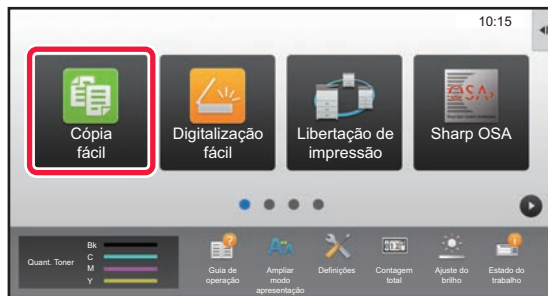 10:15
Cópia
fácil
Digitalização
fácil
Libertação de
impressão
Sharp OSA
Quant. Toner
Bk
C
M
Y
Guia de
operação
Ampliar
modo
apresentação
Definições
Contagem
total
Ajuste do
brilho
Estado do
trabalho